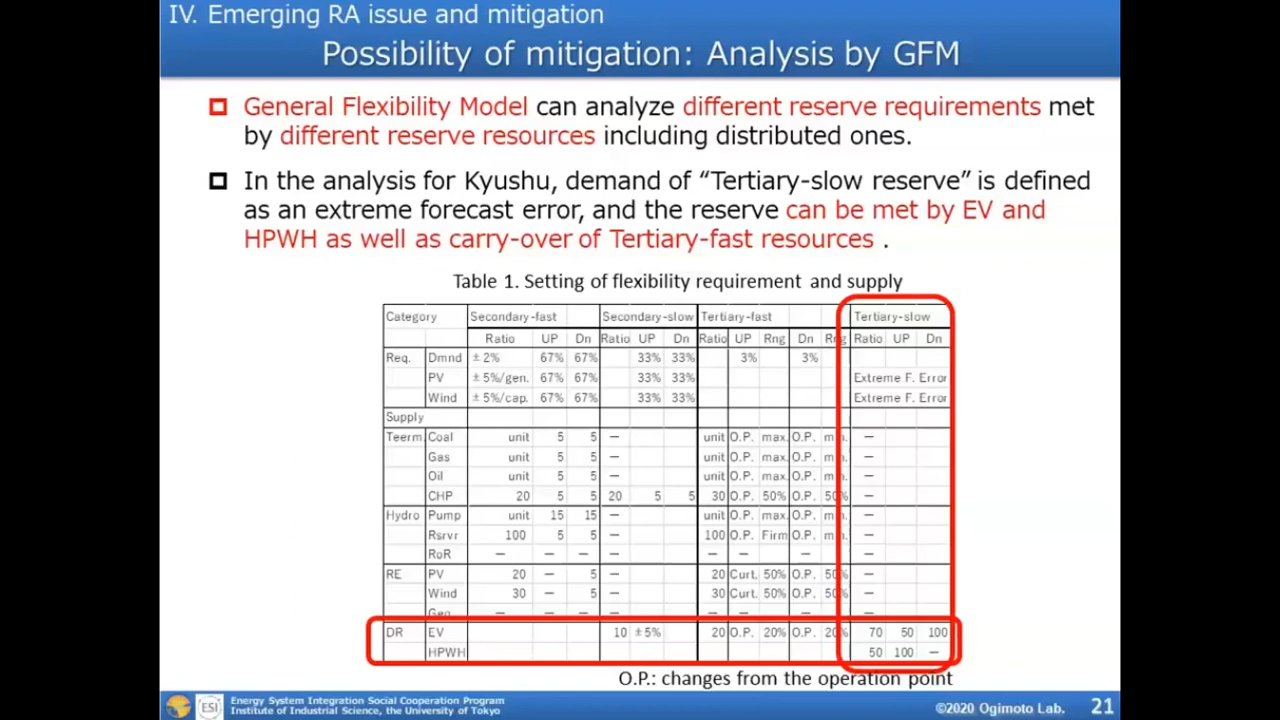 IV. Emerging RA issue and mitigation
Possibility of mitigation: Analysis by GFM
General Flexibility Model can analyze different reserve requirements met
by different reserve resources including distributed ones.
In the analysis for Kyushu, demand of “Tertiary-slow reserve” is defined
as an extreme forecast error, and the reserve can be met by EV and
HPWH as well as carry-over of Tertiary-fast resources .
Table 1. Setting of flexibility requirement and supply
Category Secondary-fast Secondary-slow Tertiary-fast Tertiary-slow
Ratio UP Dn Ratio UP Dn Ratio UP Rng Dn Rng Ratio UP Dn
Req. Dmnd ±2% 67% 67% 33% 33% 3% 3%
PV ±5%/gen. 67% 67% 33% 33% Extreme F. Error
Wind ±5%/cap. 67% 67% 33% 33% Extreme F. Error
Supply
Teerm Coal unit 5 5 — unit O.P. max. O.P. min. —
Gas unit 5 5 — unit O.P. max. O.P. min. —
Oil unit 5 5 — unit O.P. max. O.P. min. —
CHP 20 5 5 20 5 5 30 O.P. 50% O.P. 50% —
Hydro Pump unit 15 15 — unit O.P. max. O.P. min. —
Rsrvr 100 5 5 — 100 O.P. Firm O.P. min. —
RoR — — — — — — — —
RE PV 20 — 5 — 20 Curt. 50% O.P. 50% —
Wind 30 — 5 — 30 Curt. 50% O.P. 50% —
Geo — — — — — — — —
DR EV 10 ±5% 20 O.P. 20% O.P. 20% 70 50 100
HPWH 50 100 —
O.P.: changes from the operation point
ESI
Energy System Integration Social Cooperation Program
Institute of Industrial Science, the University of Tokyo
©2020 Ogimoto Lab.
21